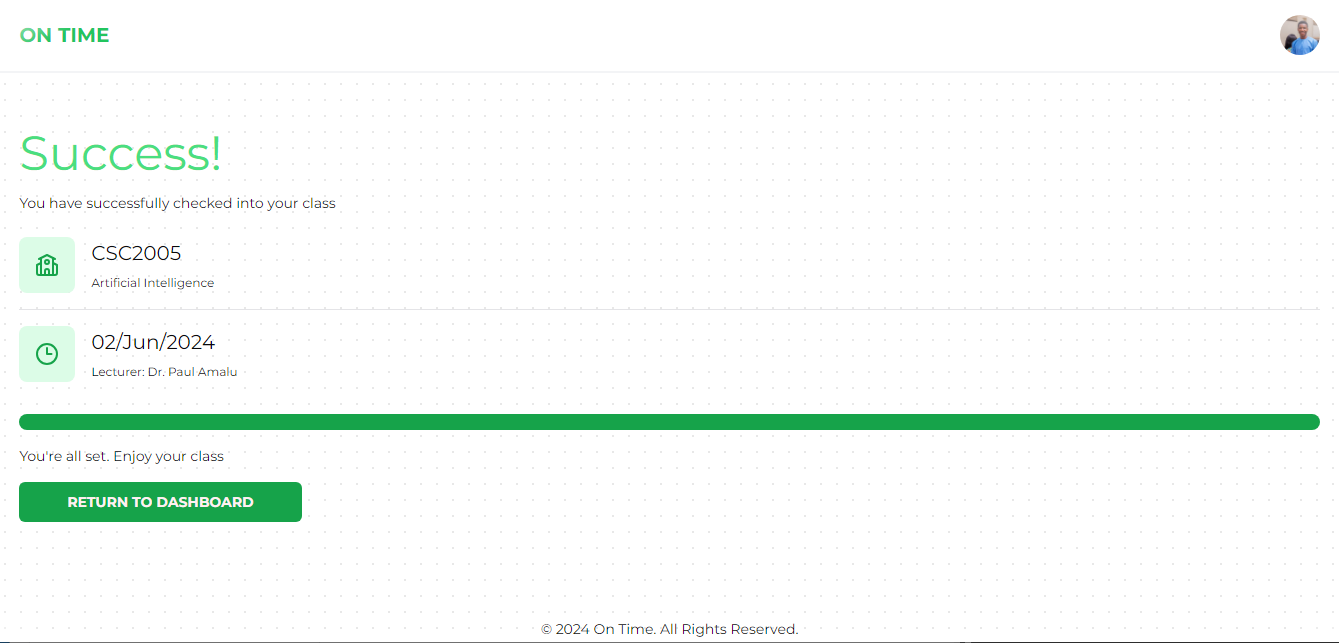 ON TIME
Success!
You have successfully checked into your class
CSC2005
Artificial Intelligence
02/Jun/2024
Lecturer: Dr. Paul Amalu
You're all set. Enjoy your class
RETURN TO DASHBOARD
© 2024 On Time. All Rights Reserved.